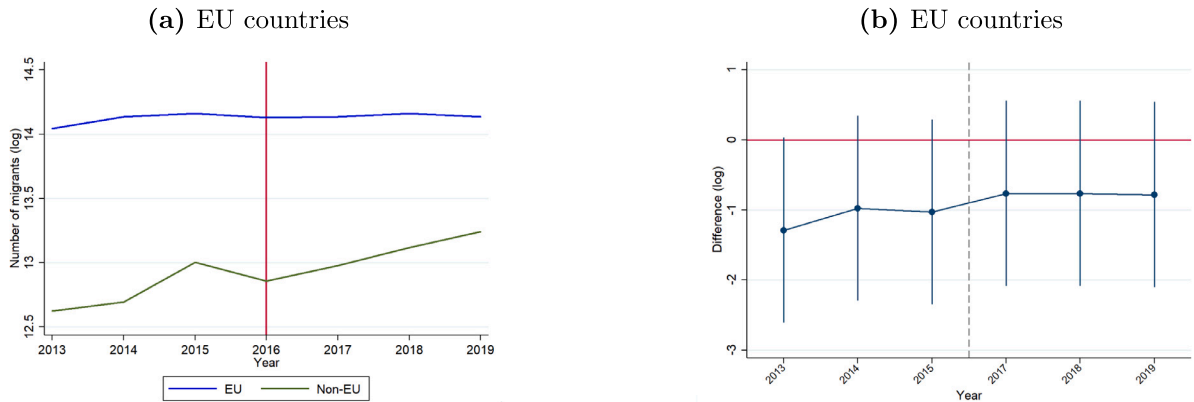 (a) EU countries
14.5
14
13.5
13
12.5
Number of migrants (log)
2013 2014 2015 2016 2017 2018 2019
Year
EU Non-EU
(b) EU countries
1
0
-1
-2
-3
Difference (log)
2013 2014 2015 2017 2018 2019
Year